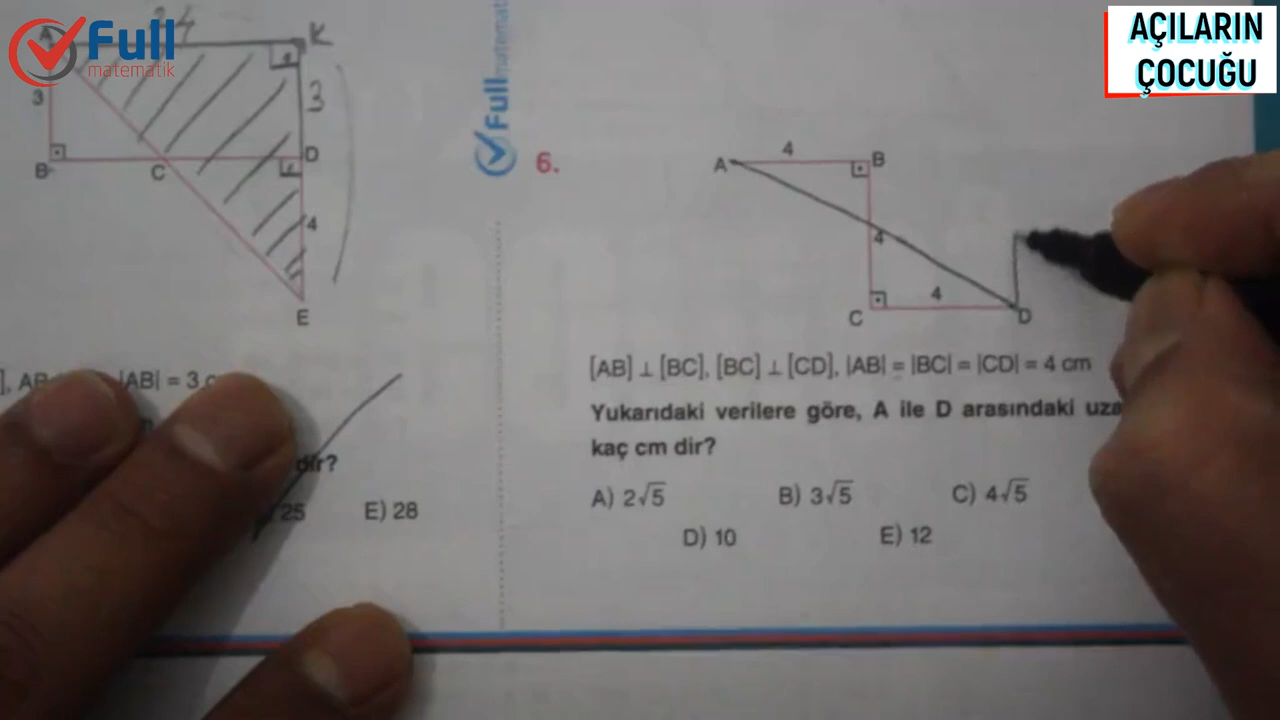 Full
matematik
AÇILARIN
ÇOCUĞU
24
K
A
3
3
B
C
D
4
E
Full
6.
A
4
B
4
4
C
D
[AB] ⊥ [BC], [BC] ⊥ [CD], |AB| = |BC| = |CD| = 4 cm
Yukarıdaki verilere göre, A ile D arasındaki
kaç cm dir?
A) 2√5
B) 3√5
C) 4√5
D) 10
E) 12
|AB| = 3
dir?
25
E) 28